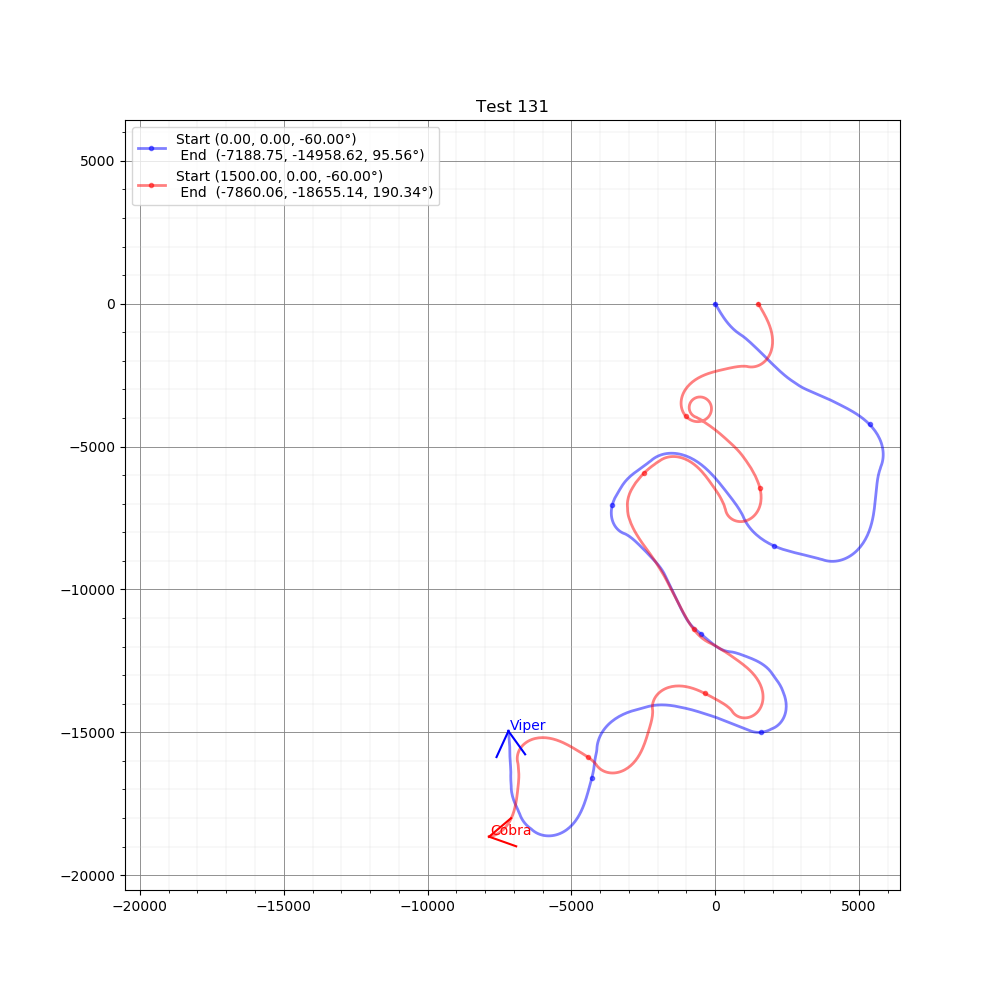 Test 131
Start (0.00, 0.00, -60.00°)
End (-7188.75, -14958.62, 95.56°)
Start (1500.00, 0.00, -60.00°)
End (-7860.06, -18655.14, 190.34°)
5000
0
−5000
−10000
−15000
−20000
Viper
Cobra
−20000 −15000 −10000 −5000 0 5000